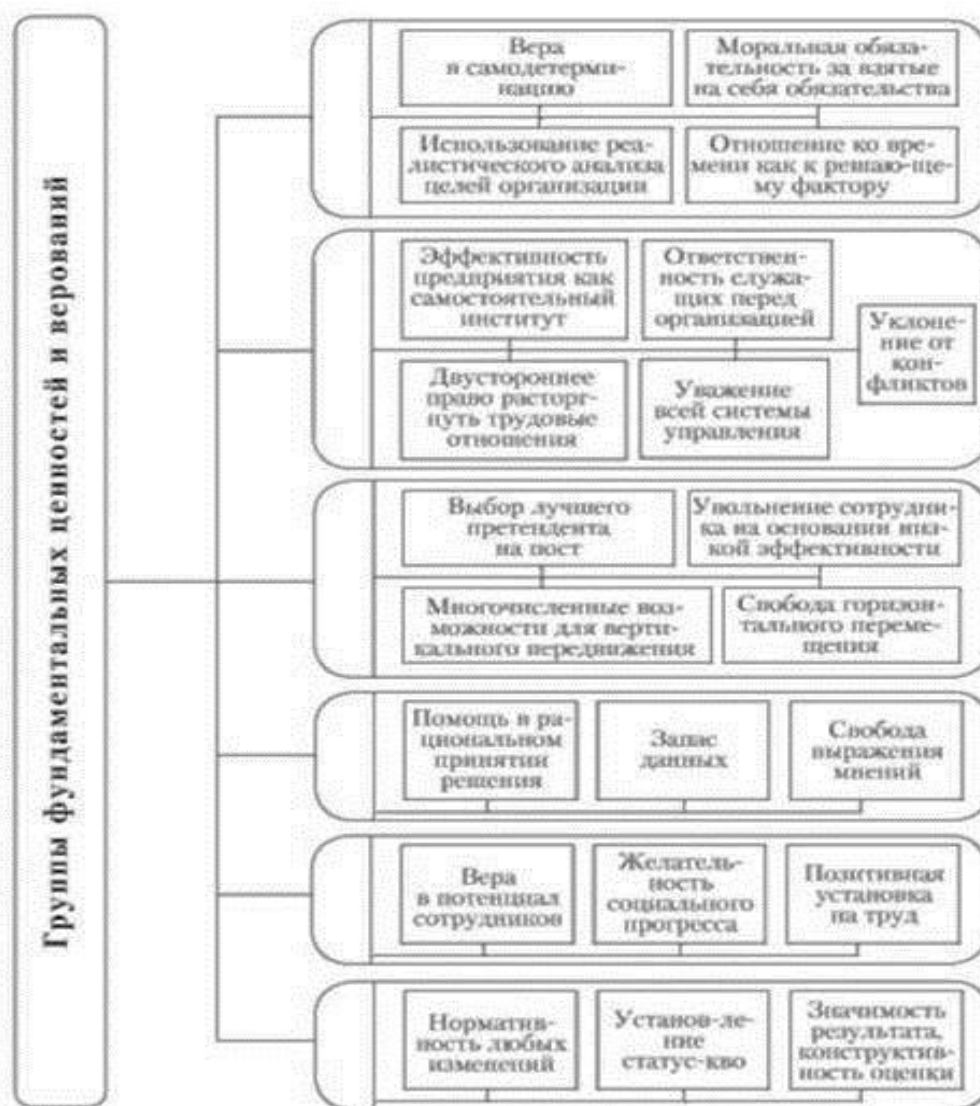 Группы фундаментальных ценностей и верований
Вера
в самодетерми-
нацию
Моральная обяза-
тельность за взятые
на себя обязательства
Использование реа-
листического анализа
целей организации
Отношение ко вре-
мени как к решаю-ще-
му фактору
Эффективность
предприятия как
самостоятельный
институт
Ответствен-
ность служа-
щих перед
организацией
Уклоне-
ние от
кон-
фликтов
Двустороннее
право расторг-
нуть трудовые
отношения
Уважение
всей системы
управления
Выбор лучшего
претендента
на пост
Увольнение сотрудни-
ка на основании низ-
кой эффективности
Многочисленные воз-
можности для верти-
кального передвижения
Свобода горизон-
тального переме-
щения
Помощь в ра-
циональном
принятии
решения
Запас
данных
Свобода
выражения
мнений
Вера
в потенциал
сотрудников
Желатель-
ность
социального
прогресса
Позитивная
установка
на труд
Норматив-
ность любых
изменений
Установ-ле-
ние
статус-кво
Значимость
результата,
конструктив-
ность оценки